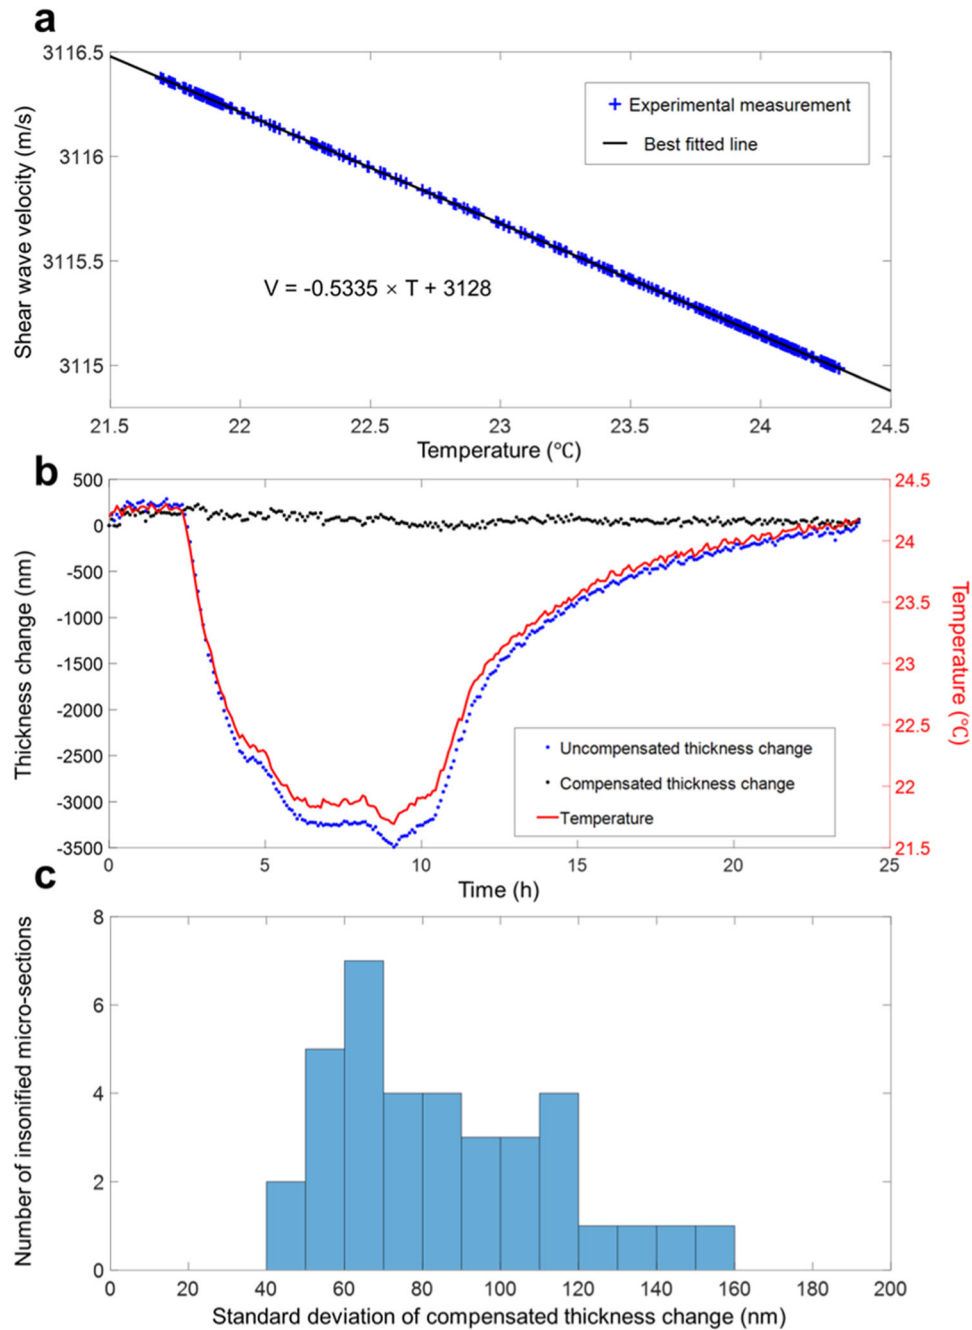 a
3116.5
3116
3115.5
3115
Shear wave velocity (m/s)
Experimental measurement
Best fitted line
V = -0.5335 × T + 3128
21.5 22 22.5 23 23.5 24 24.5
Temperature (℃)
b
500
0
-500
-1000
-1500
-2000
-2500
-3000
-3500
Thickness change (nm)
24.5
24
23.5
23
22.5
22
21.5
Temperature (℃)
Uncompensated thickness change
Compensated thickness change
Temperature
0 5 10 15 20 25
Time (h)
c
8
6
4
2
0
Number of insonified micro-sections
0 20 40 60 80 100 120 140 160 180 200
Standard deviation of compensated thickness change (nm)